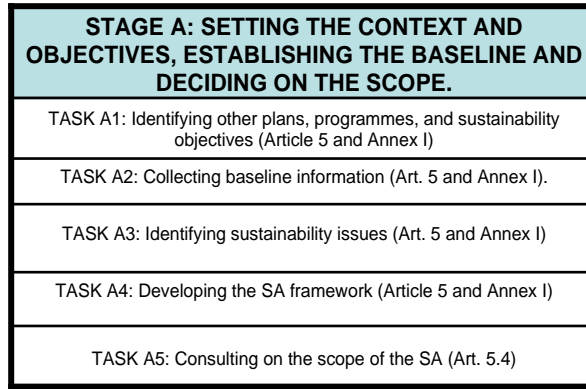 STAGE A: SETTING THE CONTEXT AND
OBJECTIVES, ESTABLISHING THE BASELINE AND
DECIDING ON THE SCOPE.
TASK A1: Identifying other plans, programmes, and sustainability
objectives (Article 5 and Annex I)
TASK A2: Collecting baseline information (Art. 5 and Annex I).
TASK A3: Identifying sustainability issues (Art. 5 and Annex I)
TASK A4: Developing the SA framework (Article 5 and Annex I)
TASK A5: Consulting on the scope of the SA (Art. 5.4)